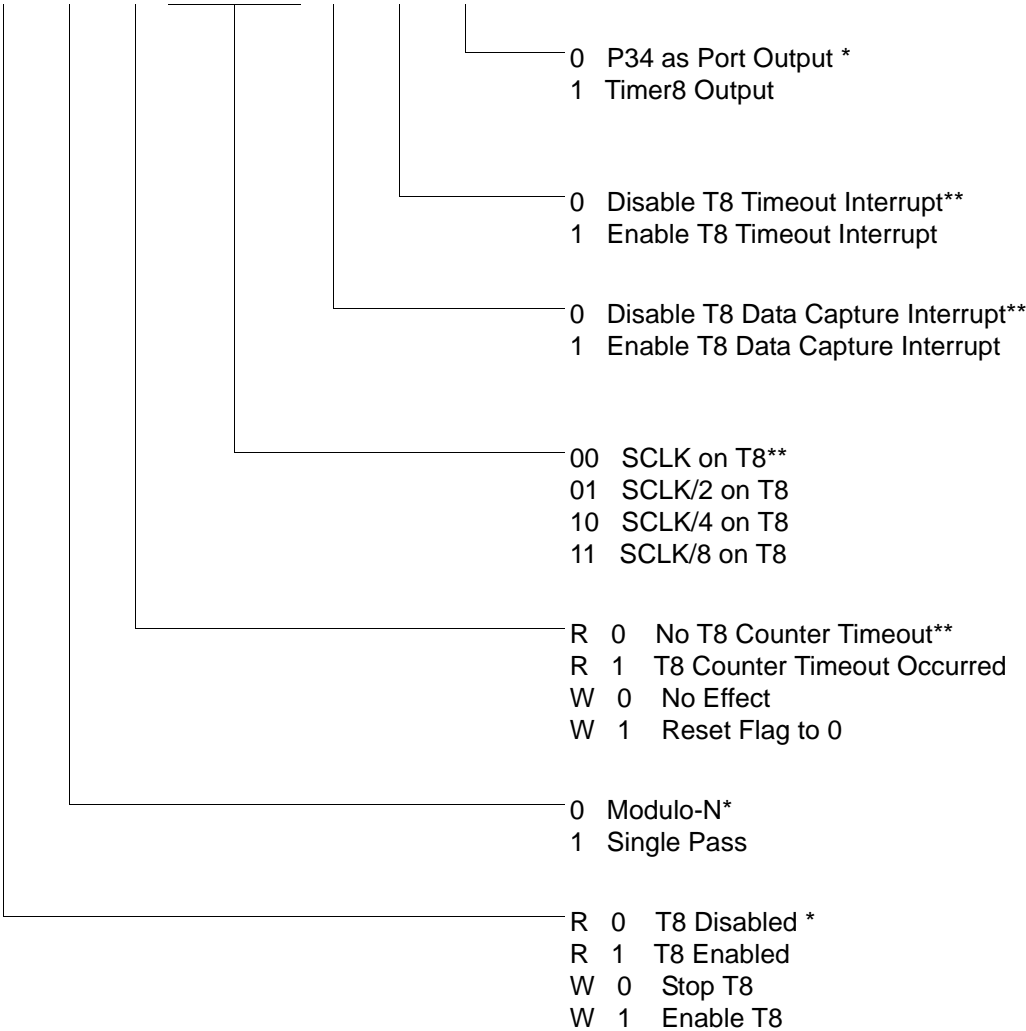 0 P34 as Port Output *
1 Timer8 Output
0 Disable T8 Timeout Interrupt**
1 Enable T8 Timeout Interrupt
0 Disable T8 Data Capture Interrupt**
1 Enable T8 Data Capture Interrupt
00 SCLK on T8**
01 SCLK/2 on T8
10 SCLK/4 on T8
11 SCLK/8 on T8
R 0 No T8 Counter Timeout**
R 1 T8 Counter Timeout Occurred
W 0 No Effect
W 1 Reset Flag to 0
0 Modulo-N*
1 Single Pass
R 0 T8 Disabled *
R 1 T8 Enabled
W 0 Stop T8
W 1 Enable T8